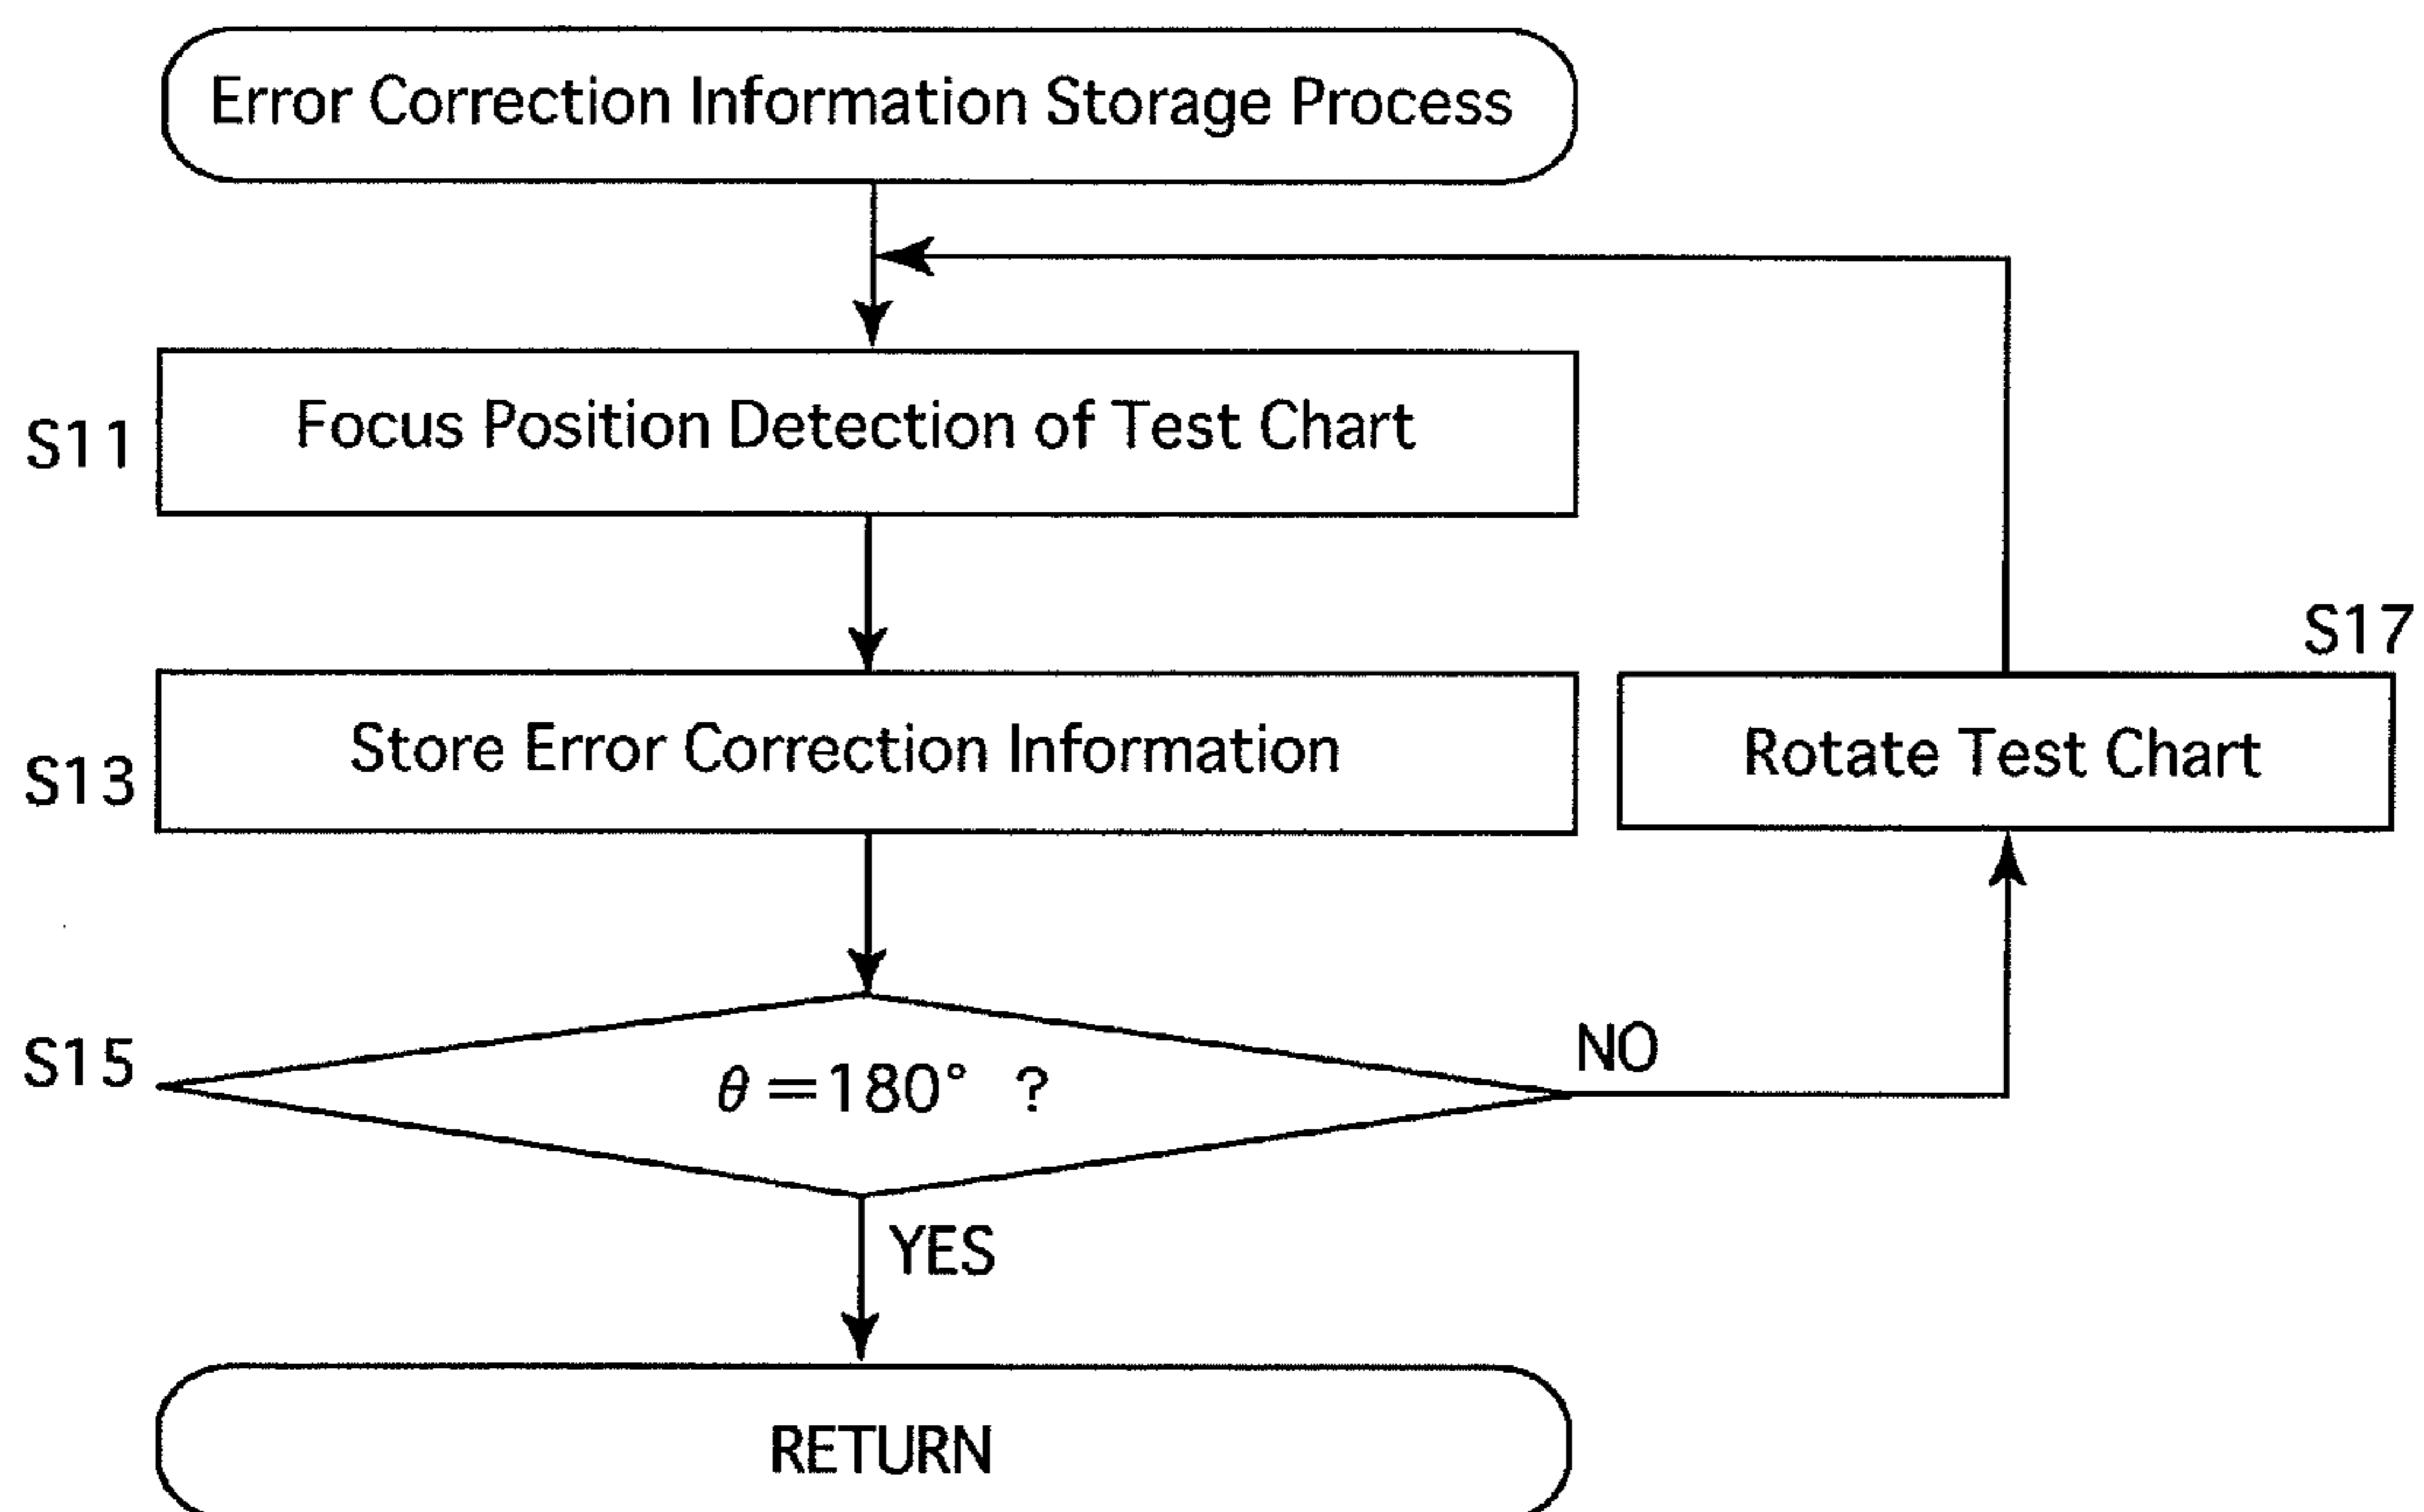 Error Correction Information Storage Process
S11
Focus Position Detection of Test Chart
S17
S13
Store Error Correction Information
Rotate Test Chart
S15
θ=180° ?
NO
YES
RETURN